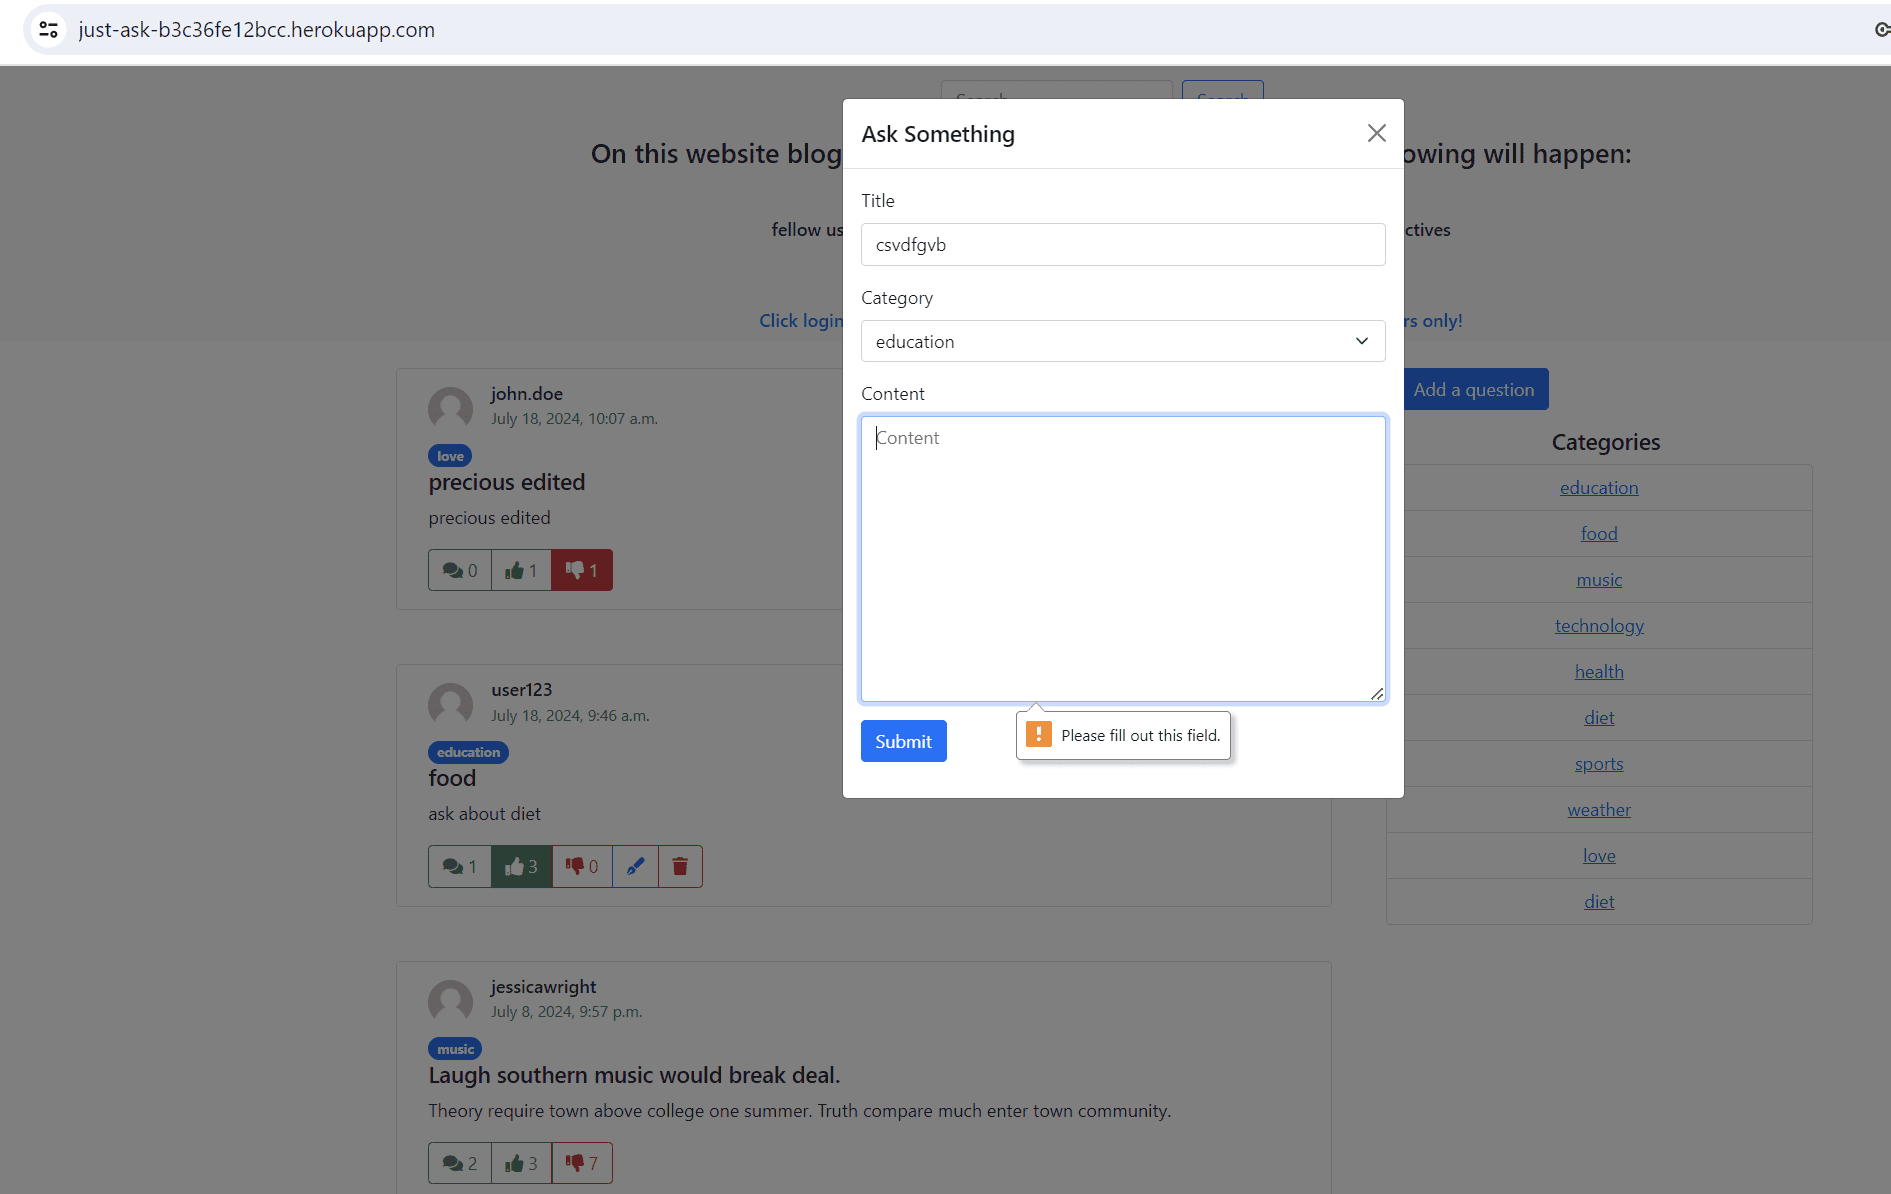 just-ask-b3c36fe12bcc.herokuapp.com
Search Search
On this website blog owing will happen:
fellow us ctives
Click login rs only!
Ask Something
Title
csvdfgvb
Category
education
Content
Content
Please fill out this field.
Submit
john.doe
July 18, 2024, 10:07 a.m.
love
precious edited
precious edited
0 1 1
user123
July 18, 2024, 9:46 a.m.
education
food
ask about diet
1 3 0
jessicawright
July 8, 2024, 9:57 p.m.
music
Laugh southern music would break deal.
Theory require town above college one summer. Truth compare much enter town community.
2 3 7
Add a question
Categories
education
food
music
technology
health
diet
sports
weather
love
diet